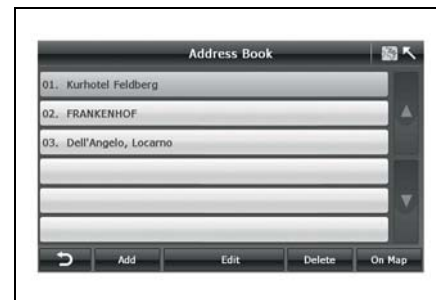 Address Book
01. Kurhotel Feldberg
02. FRANKENHOF
03. Dell'Angelo, Locarno
Add Edit Delete On Map